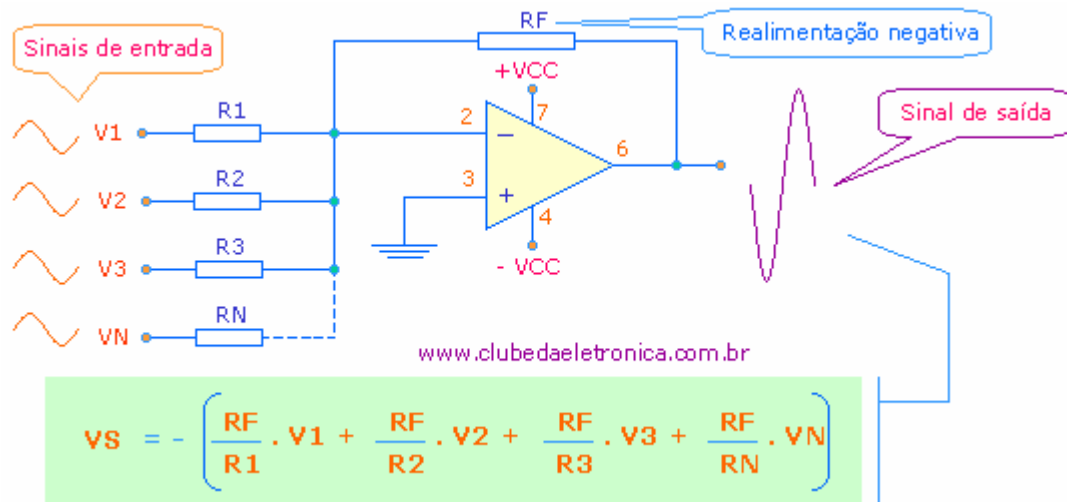 RF
Realimentação negativa
Sinais de entrada
+VCC
R1
7
Sinal de saída
V1
2
−
6
R2
3
V2
+
4
R3
- VCC
V3
RN
VN
www.clubedaeletronica.com.br
VS = - ( RF/R1 . V1 + RF/R2 . V2 + RF/R3 . V3 + RF/RN . VN )